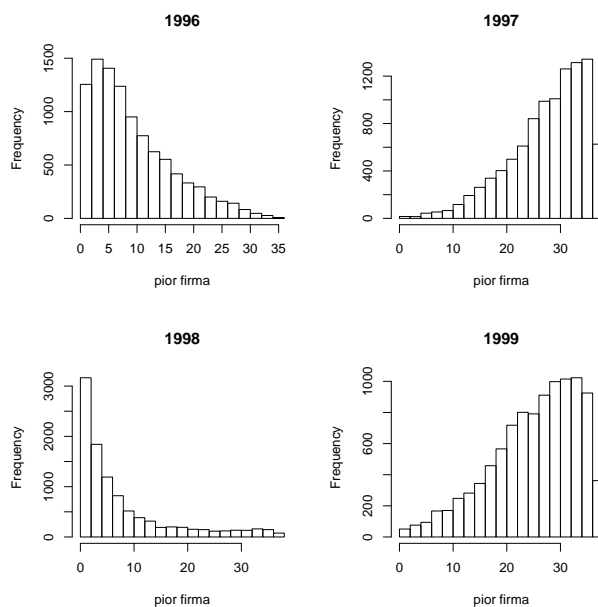 1996
Frequency
0 500 1000 1500
0 5 10 15 20 25 30 35
pior firma
1997
Frequency
0 400 800 1200
0 10 20 30
pior firma
1998
Frequency
0 1000 2000 3000
0 10 20 30
pior firma
1999
Frequency
0 200 600 1000
0 10 20 30
pior firma